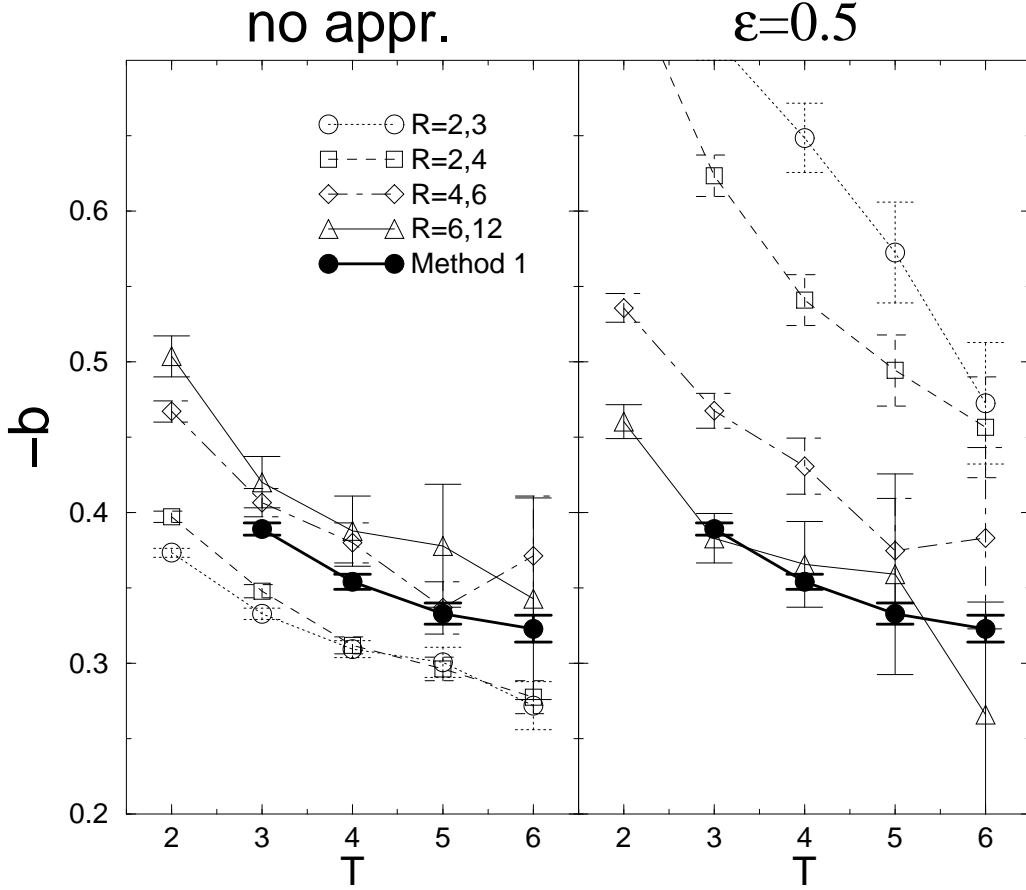 no appr.
ε=0.5
R=2,3
R=2,4
R=4,6
R=6,12
Method 1
−b
0.6
0.5
0.4
0.3
0.2
2 3 4 5 6
2 3 4 5 6
T
T